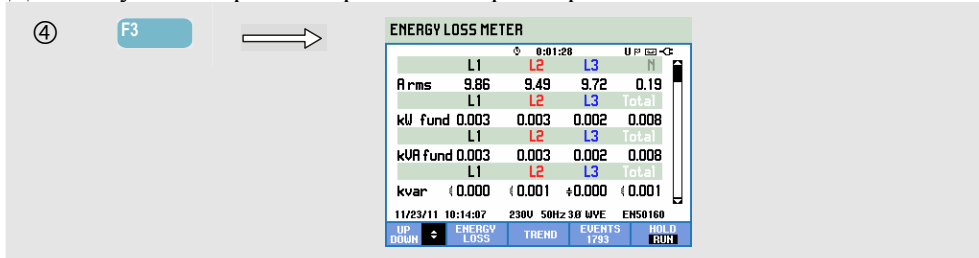 ④ F3
ENERGY LOSS METER
0:01:28 U
L1 L2 L3 N
A rms 9.86 9.49 9.72 0.19
L1 L2 L3 Total
kW fund 0.003 0.003 0.002 0.008
L1 L2 L3 Total
kVA fund 0.003 0.003 0.002 0.008
L1 L2 L3 Total
kvar 0.000 0.001 0.000 0.001
11/23/11 10:14:07 230V 50Hz 3.0 WYE EN50160
UP DOWN ENERGY LOSS TREND EVENTS 1793 HOLD RUN